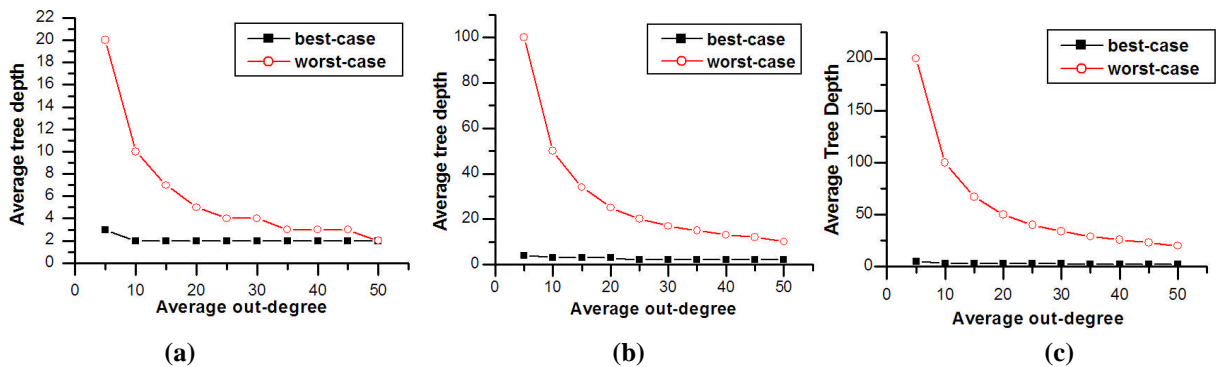 22
20
18
16
14
12
10
8
6
4
2
0
Average tree depth
best-case
worst-case
0 10 20 30 40 50
Average out-degree
(a)
100
80
60
40
20
0
Average tree depth
best-case
worst-case
0 10 20 30 40 50
Average out-degree
(b)
200
150
100
50
0
Average Tree Depth
best-case
worst-case
0 10 20 30 40 50
Average out-degree
(c)